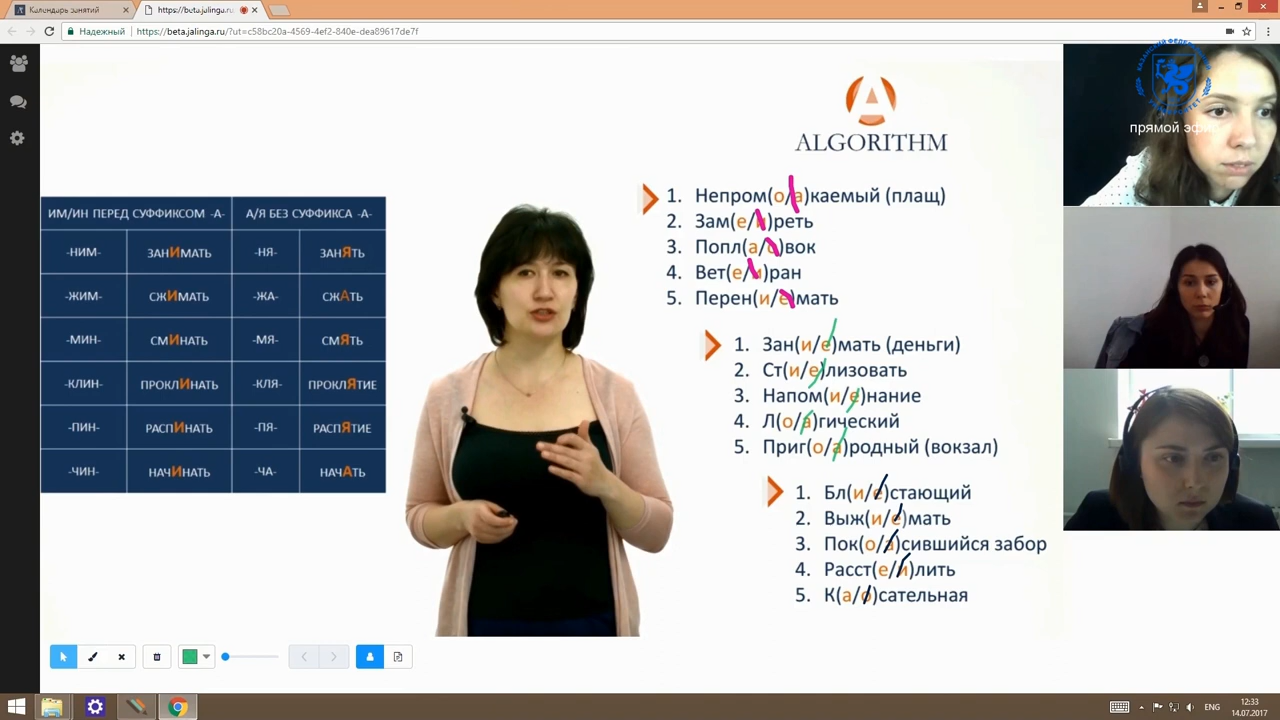 Календарь занятий
https://beta.jalinga.ru/
Надежный https://beta.jalinga.ru/?ut=c58bc20a-4569-4ef2-840e-dea89617de7f
КАЗАНСКИЙ ФЕДЕРАЛЬНЫЙ УНИВЕРСИТЕТ
прямой эфир
ALGORITHM
ИМ/ИН ПЕРЕД СУФФИКСОМ -А- А/Я БЕЗ СУФФИКСА -А-
-НИМ- ЗАНИМАТЬ -НЯ- ЗАНЯТЬ
-ЖИМ- СЖИМАТЬ -ЖА- СЖАТЬ
-МИН- СМИНАТЬ -МЯ- СМЯТЬ
-КЛИН- ПРОКЛИНАТЬ -КЛЯ- ПРОКЛЯТИЕ
-ПИН- РАСПИНАТЬ -ПЯ- РАСПЯТИЕ
-ЧИН- НАЧИНАТЬ -ЧА- НАЧАТЬ
1. Непром(о/а)каемый (плащ)
2. Зам(е/и)реть
3. Попл(а/о)вок
4. Вет(е/и)ран
5. Перен(и/е)мать
1. Зан(и/е)мать (деньги)
2. Ст(и/е)лизовать
3. Напом(и/е)нание
4. Л(о/а)гический
5. Приг(о/а)родный (вокзал)
1. Бл(и/е)стающий
2. Выж(и/е)мать
3. Пок(о/а)сившийся забор
4. Расст(е/и)лить
5. К(а/о)сательная
ENG
12:33
14.07.2017